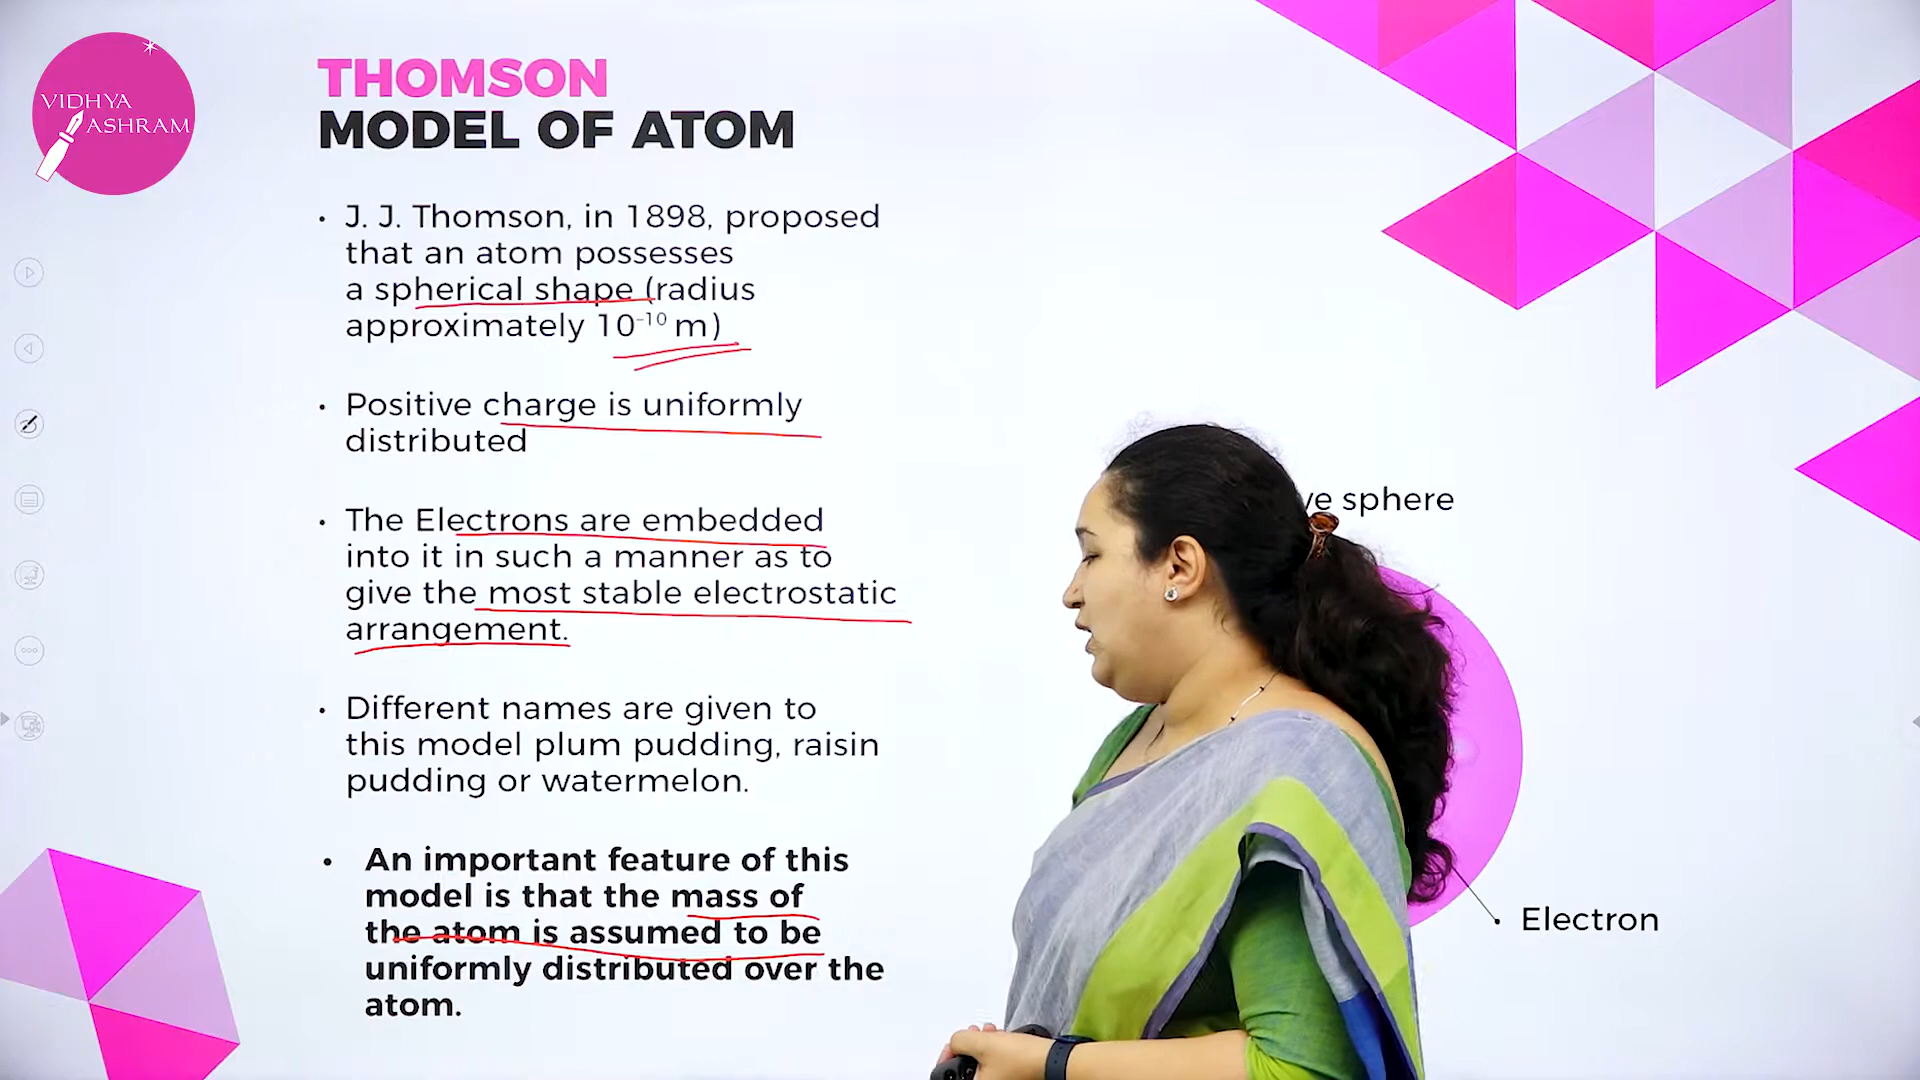 VIDHYA
ASHRAM
THOMSON
MODEL OF ATOM
• J. J. Thomson, in 1898, proposed
that an atom possesses
a spherical shape (radius
approximately 10⁻¹⁰ m)
• Positive charge is uniformly
distributed
• The Electrons are embedded
into it in such a manner as to
give the most stable electrostatic
arrangement.
• Different names are given to
this model plum pudding, raisin
pudding or watermelon.
• An important feature of this
model is that the mass of
the atom is assumed to be
uniformly distributed over the
atom.
sphere
Electron